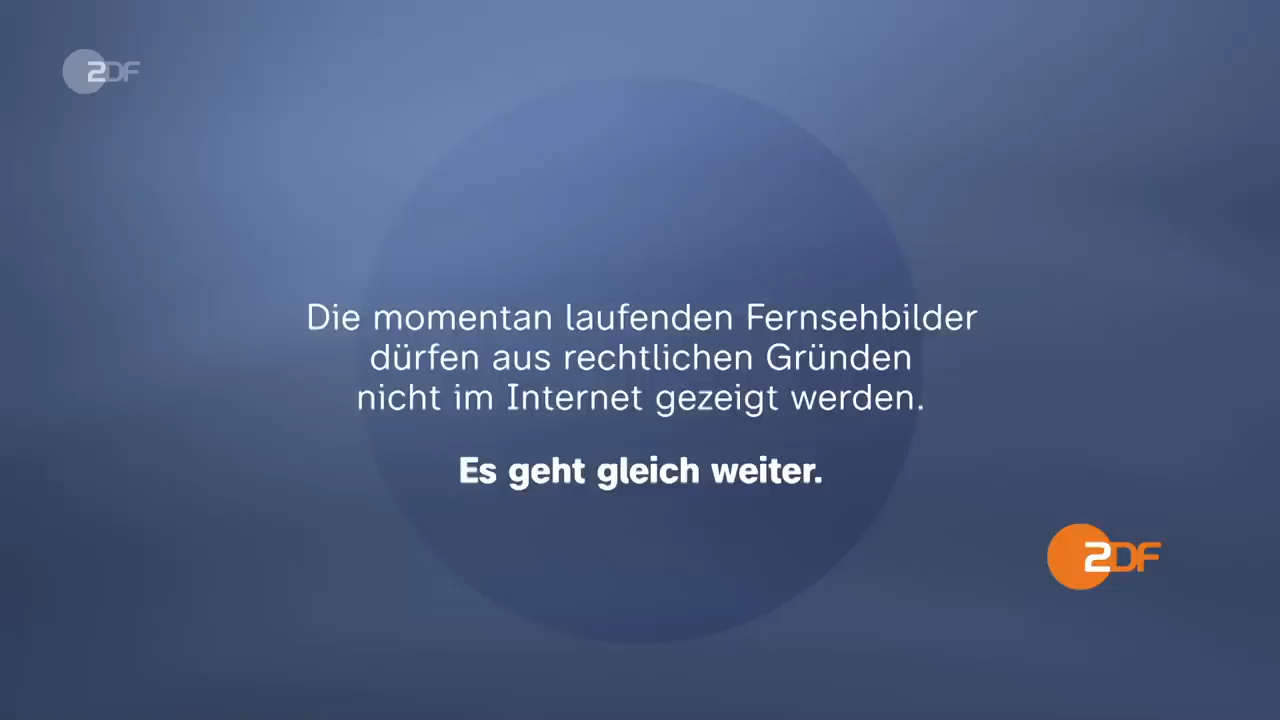 ZDF
Die momentan laufenden Fernsehbilder
dürfen aus rechtlichen Gründen
nicht im Internet gezeigt werden.
Es geht gleich weiter.
ZDF